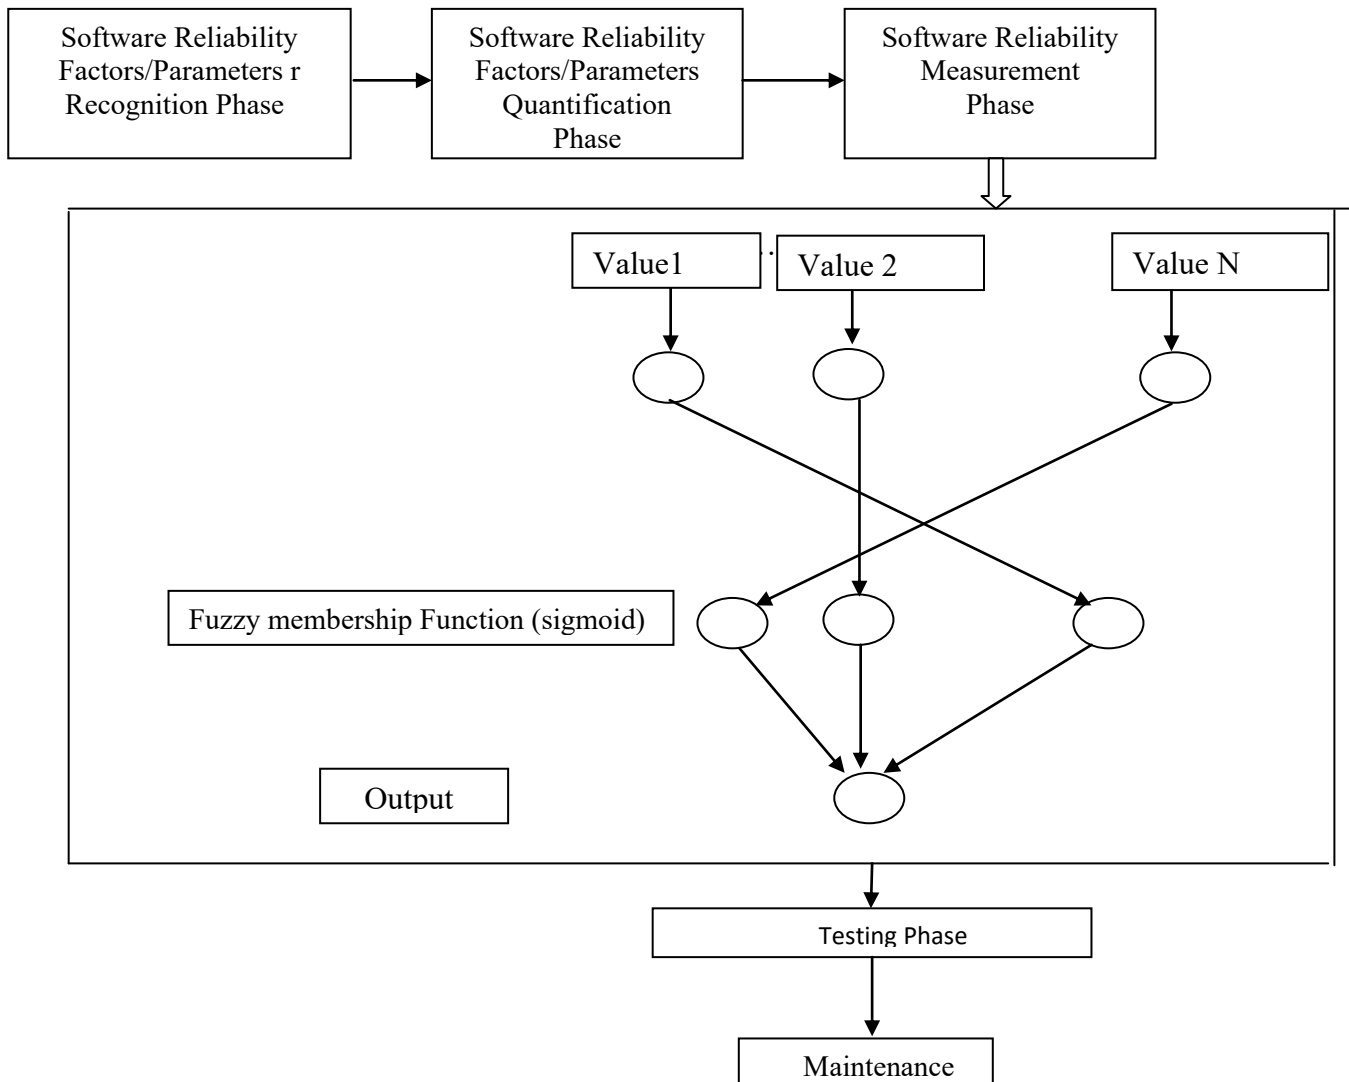 Software Reliability
Factors/Parameters r
Recognition Phase
Software Reliability
Factors/Parameters
Quantification
Phase
Software Reliability
Measurement
Phase
Value1
..
Value 2
Value N
Fuzzy membership Function (sigmoid)
Output
Testing Phase
Maintenance